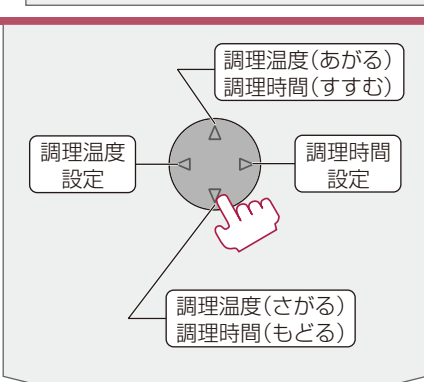 調理温度(あがる)
調理時間(すすむ)
調理温度
設定
調理時間
設定
調理温度(さがる)
調理時間(もどる)